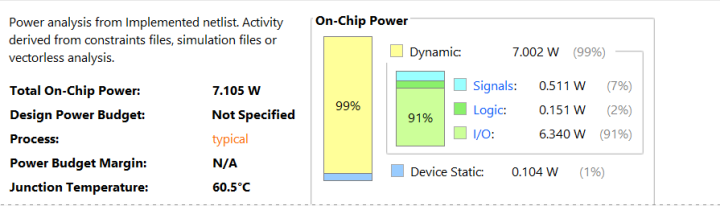 Power analysis from Implemented netlist. Activity
derived from constraints files, simulation files or
vectorless analysis.
Total On-Chip Power: 7.105 W
Design Power Budget: Not Specified
Process: typical
Power Budget Margin: N/A
Junction Temperature: 60.5°C
On-Chip Power
99%
Dynamic: 7.002 W (99%)
91%
Signals: 0.511 W (7%)
Logic: 0.151 W (2%)
I/O: 6.340 W (91%)
Device Static: 0.104 W (1%)